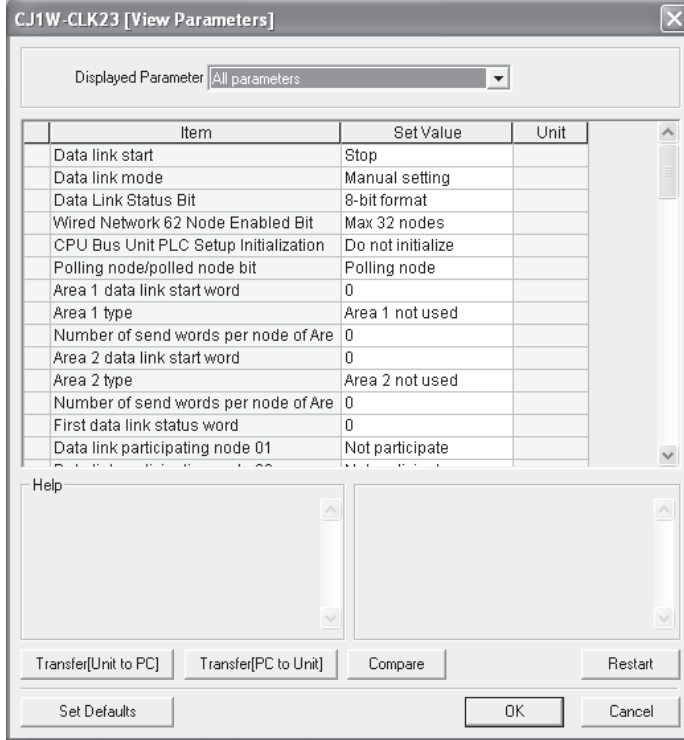 CJ1W-CLK23 [View Parameters]
Displayed Parameter All parameters
Item Set Value Unit
Data link start Stop
Data link mode Manual setting
Data Link Status Bit 8-bit format
Wired Network 62 Node Enabled Bit Max 32 nodes
CPU Bus Unit PLC Setup Initialization Do not initialize
Polling node/polled node bit Polling node
Area 1 data link start word 0
Area 1 type Area 1 not used
Number of send words per node of Are 0
Area 2 data link start word 0
Area 2 type Area 2 not used
Number of send words per node of Are 0
First data link status word 0
Data link participating node 01 Not participate
Help
Transfer[Unit to PC] Transfer[PC to Unit] Compare Restart
Set Defaults OK Cancel